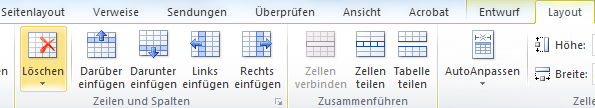 Seitenlayout Verweise Sendungen Überprüfen Ansicht Acrobat Entwurf Layout
Löschen Darüber einfügen Darunter einfügen Links einfügen Rechts einfügen
Zeilen und Spalten
Zellen verbinden Zellen teilen Tabelle teilen
Zusammenführen
AutoAnpassen
Höhe:
Breite:
Zelle